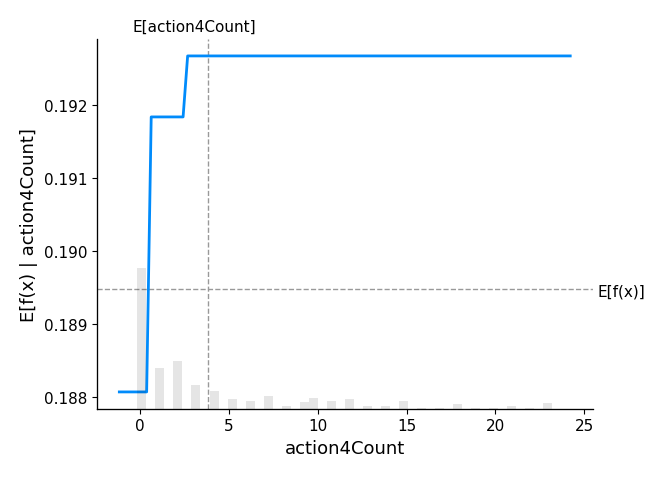 E[action4Count]
E[f(x) | action4Count]
0.192
0.191
0.190
0.189
0.188
E[f(x)]
0 5 10 15 20 25
action4Count